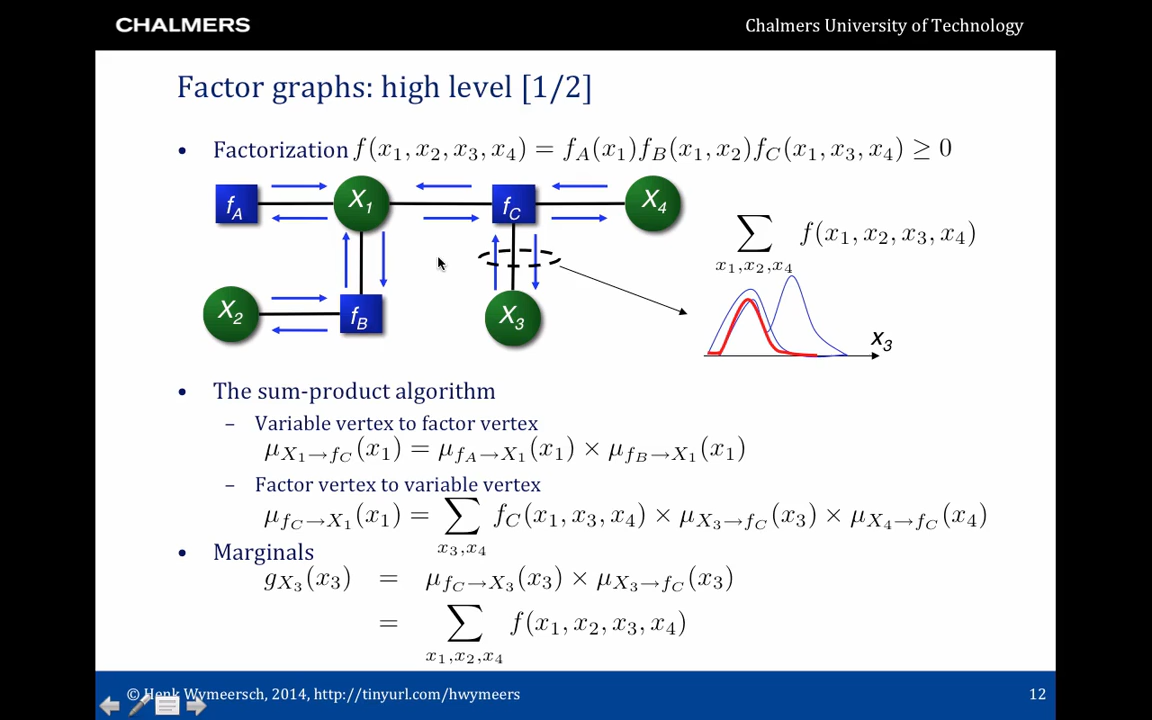 CHALMERS
Chalmers University of Technology
Factor graphs: high level [1/2]
• Factorization f(x₁, x₂, x₃, x₄) = f_A(x₁)f_B(x₁, x₂)f_C(x₁, x₃, x₄) ≥ 0
f_A X₁ f_C X₄
∑_{x₁,x₂,x₄} f(x₁, x₂, x₃, x₄)
X₂ f_B X₃
x₃
• The sum-product algorithm
– Variable vertex to factor vertex
μ_{X₁→f_C}(x₁) = μ_{f_A→X₁}(x₁) × μ_{f_B→X₁}(x₁)
– Factor vertex to variable vertex
μ_{f_C→X₁}(x₁) = ∑_{x₃,x₄} f_C(x₁, x₃, x₄) × μ_{X₃→f_C}(x₃) × μ_{X₄→f_C}(x₄)
• Marginals
g_{X₃}(x₃) = μ_{f_C→X₃}(x₃) × μ_{X₃→f_C}(x₃)
= ∑_{x₁,x₂,x₄} f(x₁, x₂, x₃, x₄)
© Henk Wymeersch, 2014, http://tinyurl.com/hwymeers
12